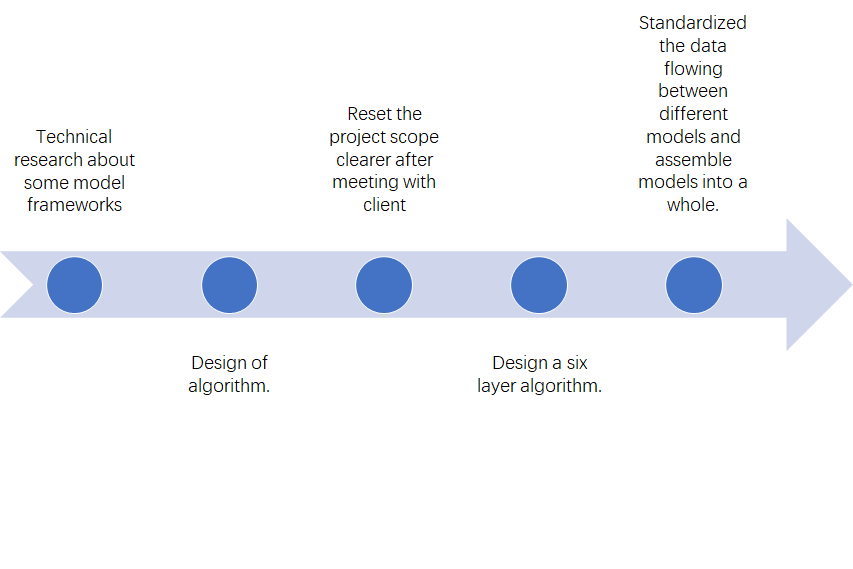 Technical
research about
some model
frameworks
Design of
algorithm.
Reset the
project scope
clearer after
meeting with
client
Design a six
layer algorithm.
Standardized
the data
flowing
between
different
models and
assemble
models into a
whole.